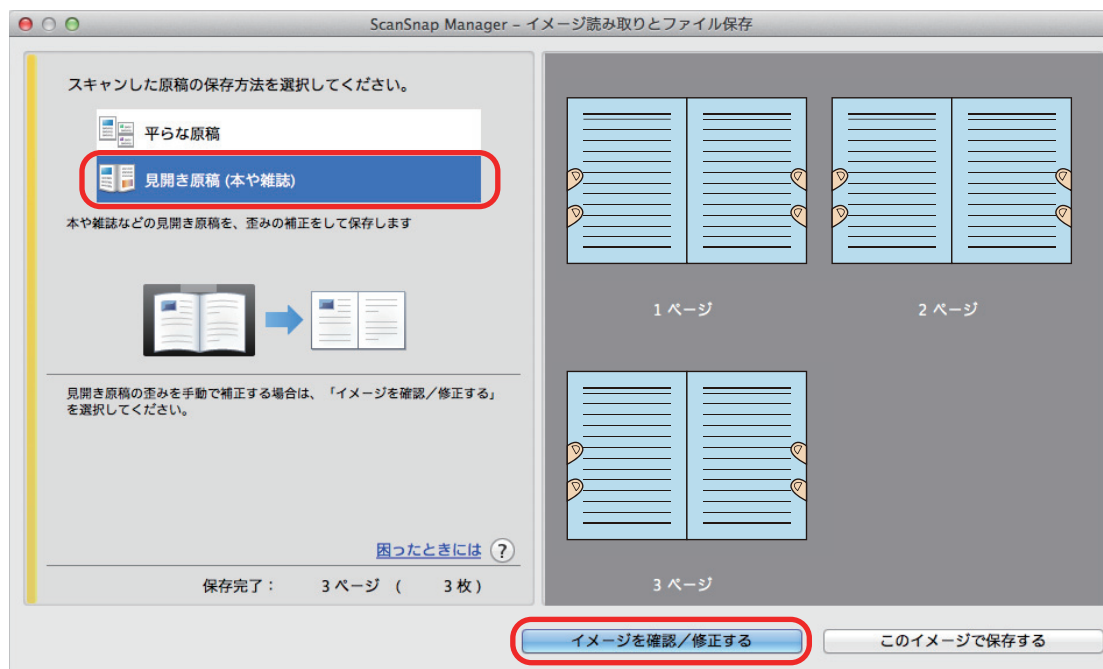 ScanSnap Manager – イメージ読み取りとファイル保存
スキャンした原稿の保存方法を選択してください。
平らな原稿
見開き原稿 (本や雑誌)
本や雑誌などの見開き原稿を、歪みの補正をして保存します
見開き原稿の歪みを手動で補正する場合は、「イメージを確認／修正する」
を選択してください。
困ったときには ?
保存完了： 3 ページ ( 3 枚 )
1 ページ
2 ページ
3 ページ
イメージを確認／修正する
このイメージで保存する